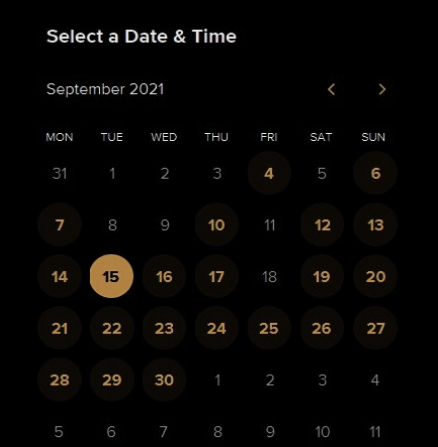 Select a Date & Time
September 2021
MON TUE WED THU FRI SAT SUN
31 1 2 3 4 5 6
7 8 9 10 11 12 13
14 15 16 17 18 19 20
21 22 23 24 25 26 27
28 29 30 1 2 3 4
5 6 7 8 9 10 11